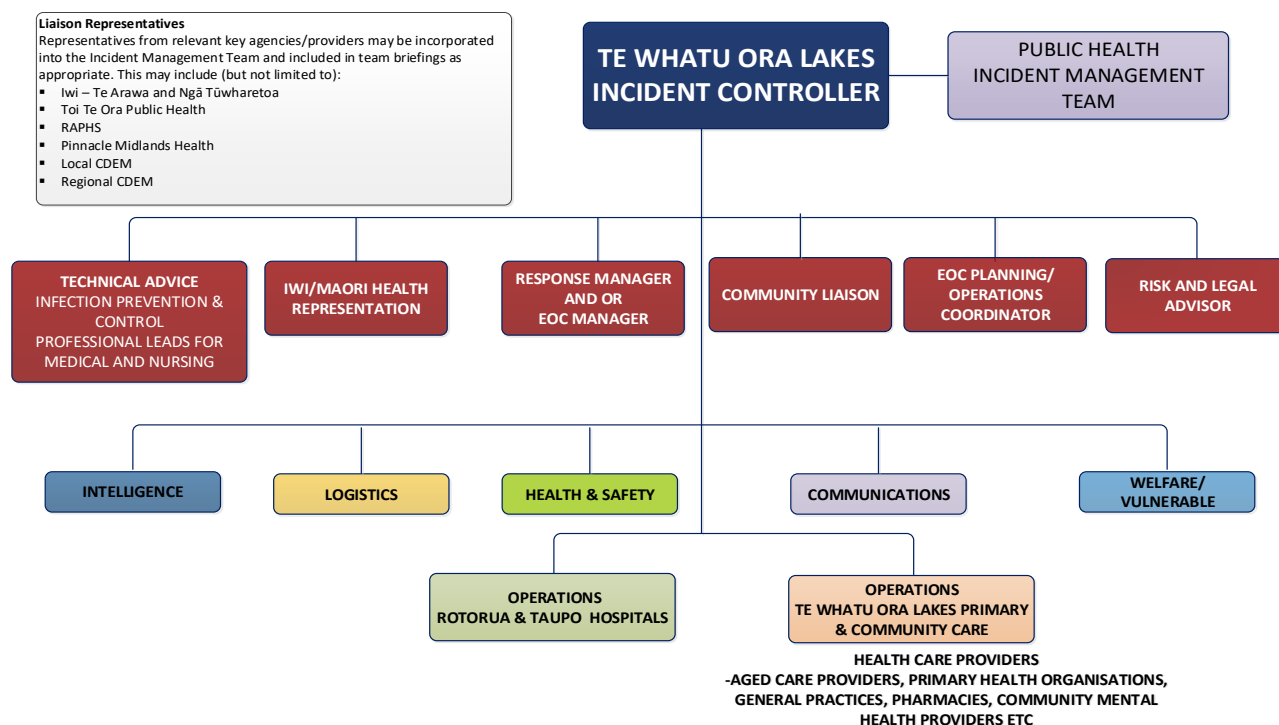 Liaison Representatives
Representatives from relevant key agencies/providers may be incorporated
into the Incident Management Team and included in team briefings as
appropriate. This may include (but not limited to):
▪ Iwi – Te Arawa and Ngā Tūwharetoa
▪ Toi Te Ora Public Health
▪ RAPHS
▪ Pinnacle Midlands Health
▪ Local CDEM
▪ Regional CDEM
TE WHATU ORA LAKES
INCIDENT CONTROLLER
PUBLIC HEALTH
INCIDENT MANAGEMENT
TEAM
TECHNICAL ADVICE
INFECTION PREVENTION &
CONTROL
PROFESSIONAL LEADS FOR
MEDICAL AND NURSING
IWI/MAORI HEALTH
REPRESENTATION
RESPONSE MANAGER
AND OR
EOC MANAGER
COMMUNITY LIAISON
EOC PLANNING/
OPERATIONS
COORDINATOR
RISK AND LEGAL
ADVISOR
INTELLIGENCE
LOGISTICS
HEALTH & SAFETY
COMMUNICATIONS
WELFARE/
VULNERABLE
OPERATIONS
ROTORUA & TAUPO HOSPITALS
OPERATIONS
TE WHATU ORA LAKES PRIMARY
& COMMUNITY CARE
HEALTH CARE PROVIDERS
-AGED CARE PROVIDERS, PRIMARY HEALTH ORGANISATIONS,
GENERAL PRACTICES, PHARMACIES, COMMUNITY MENTAL
HEALTH PROVIDERS ETC